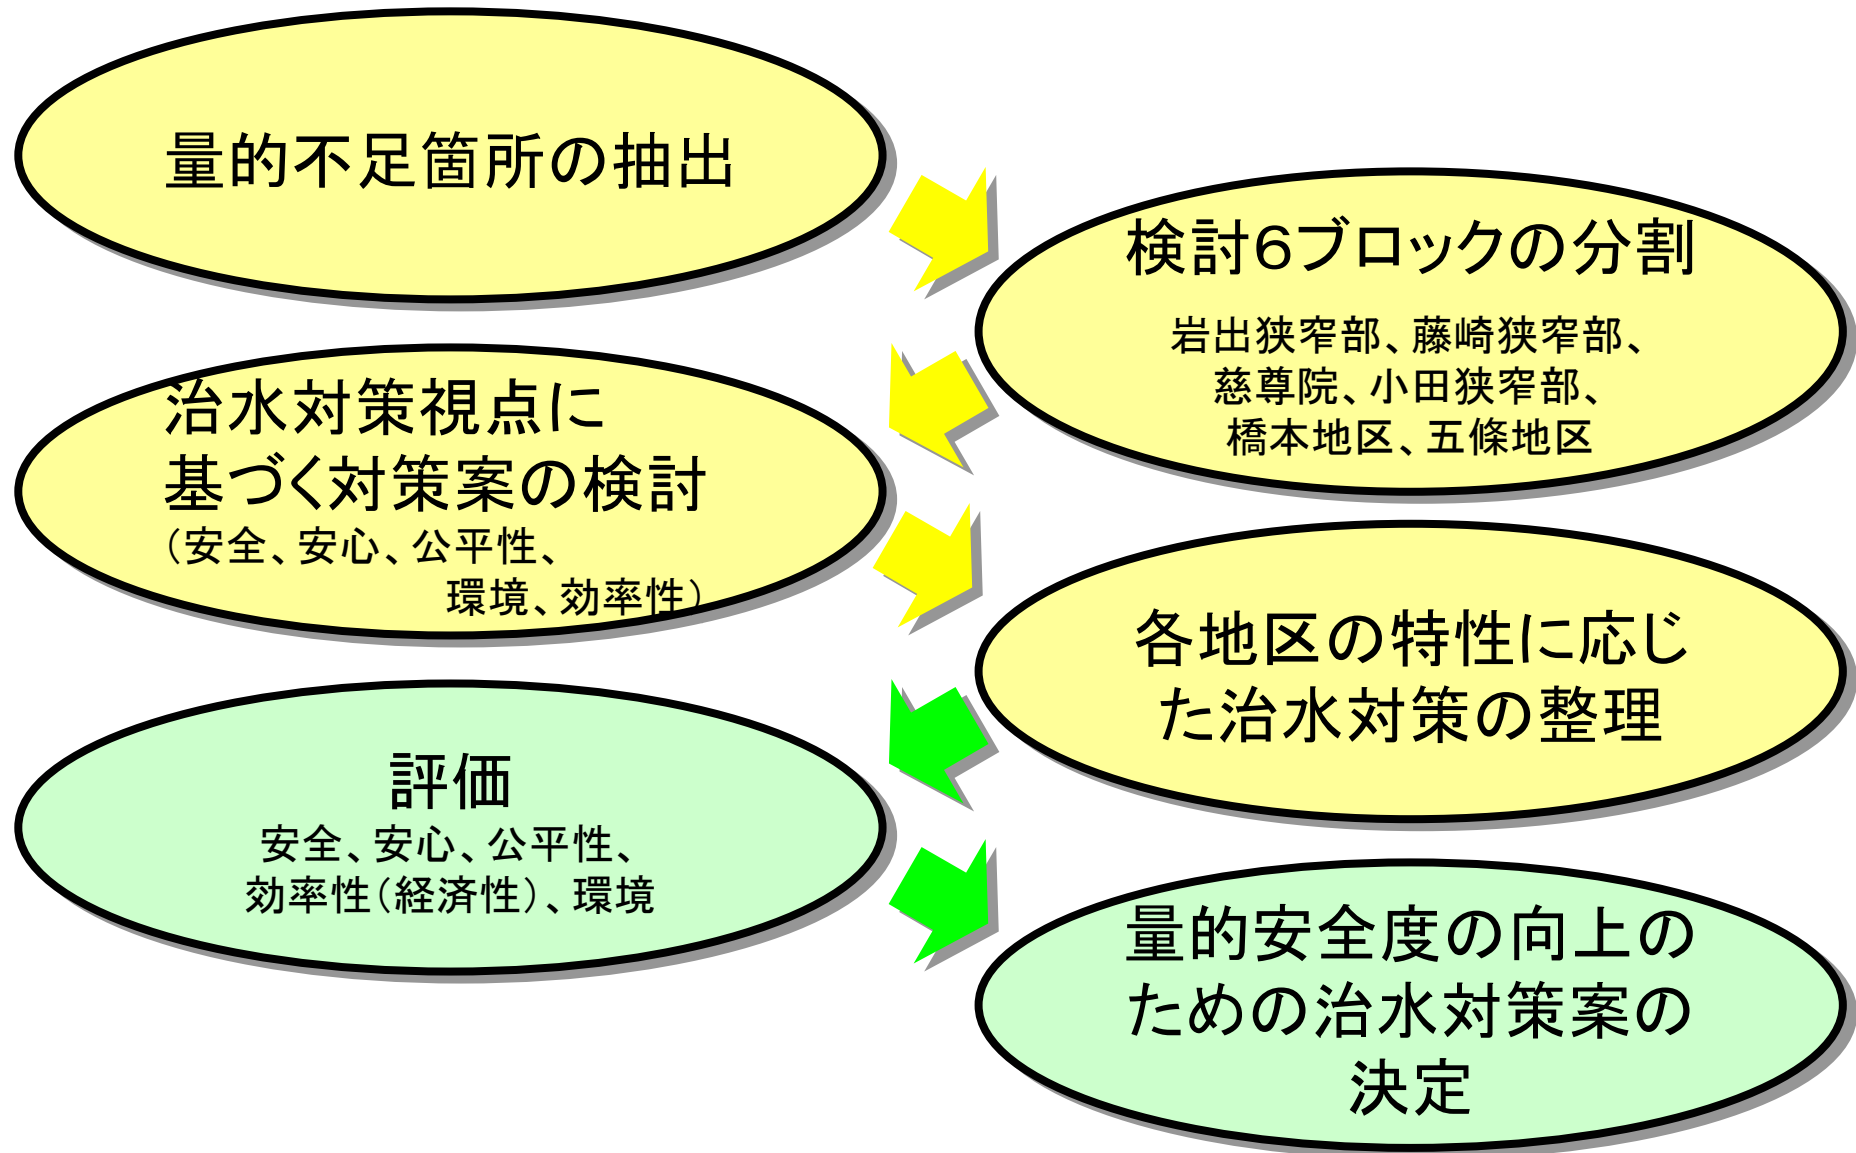 量的不足箇所の抽出
検討６ブロックの分割
岩出狭窄部、藤崎狭窄部、
慈尊院、小田狭窄部、
橋本地区、五條地区
治水対策視点に
基づく対策案の検討
（安全、安心、公平性、
環境、効率性）
各地区の特性に応じ
た治水対策の整理
評価
安全、安心、公平性、
効率性（経済性）、環境
量的安全度の向上の
ための治水対策案の
決定